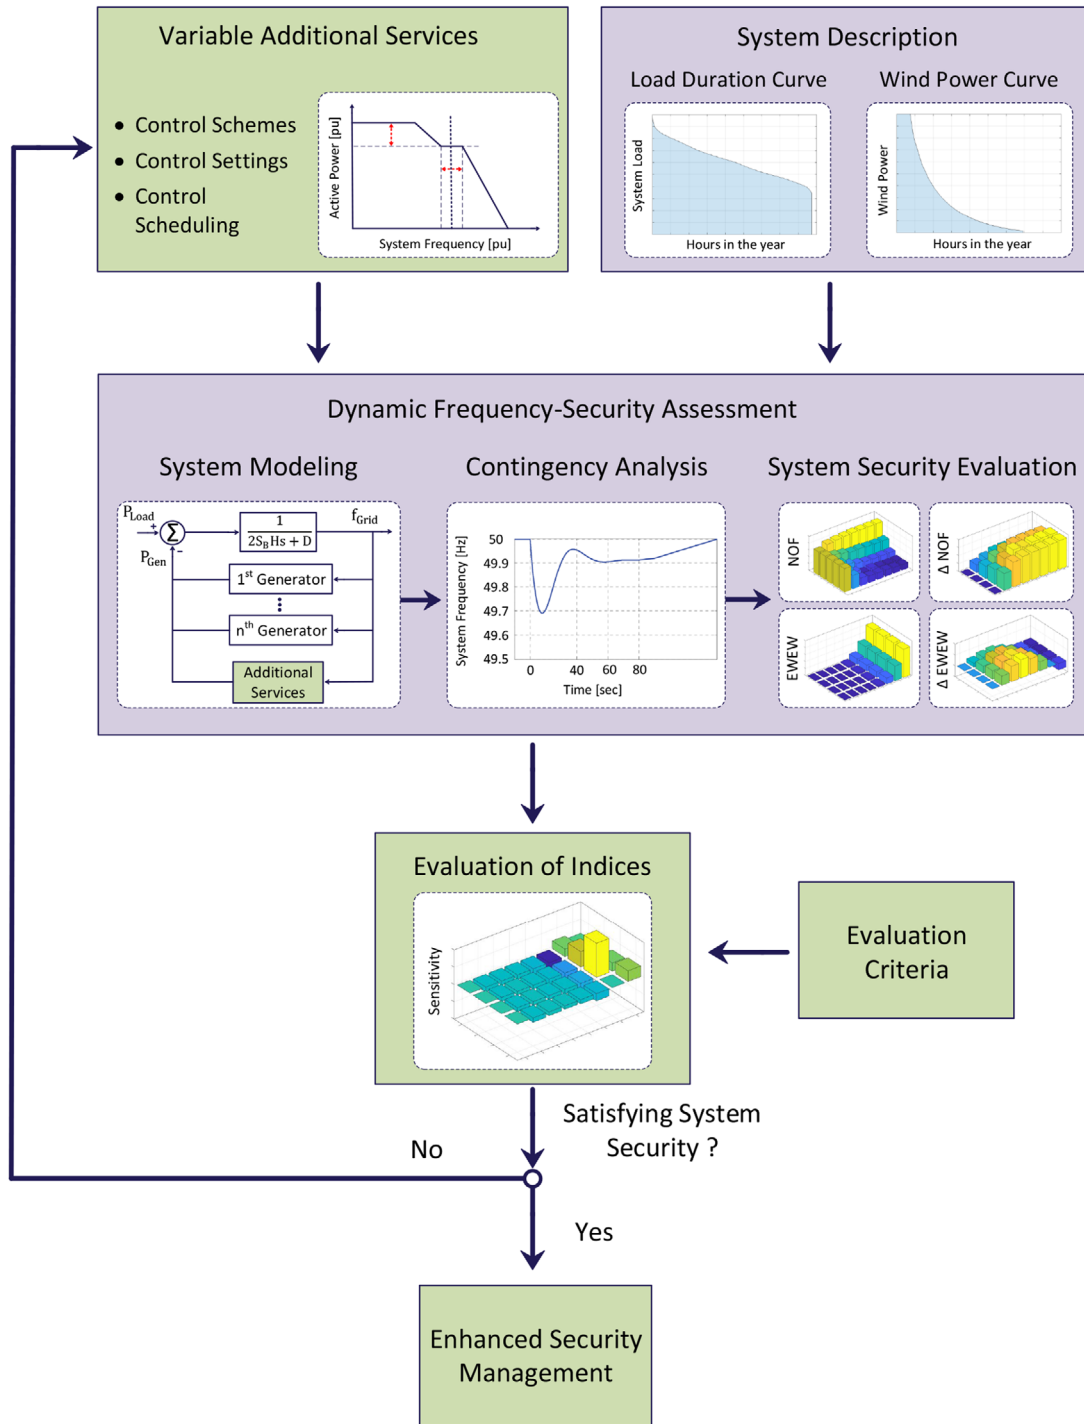 Variable Additional Services
• Control Schemes
• Control Settings
• Control
Scheduling
Active Power [pu]
System Frequency [pu]
System Description
Load Duration Curve
System Load
Hours in the year
Wind Power Curve
Wind Power
Hours in the year
Dynamic Frequency-Security Assessment
System Modeling
P_Load
+
Σ
−
P_Gen
1
2S_BHs + D
f_Grid
1st Generator
nth Generator
Additional
Services
Contingency Analysis
System Frequency [Hz]
50
49.9
49.8
49.7
49.6
49.5
0 40 60 80
Time [sec]
System Security Evaluation
NOF
Δ NOF
EWEW
Δ EWEW
Evaluation of Indices
Sensitivity
Evaluation
Criteria
Satisfying System
Security ?
No
Yes
Enhanced Security
Management